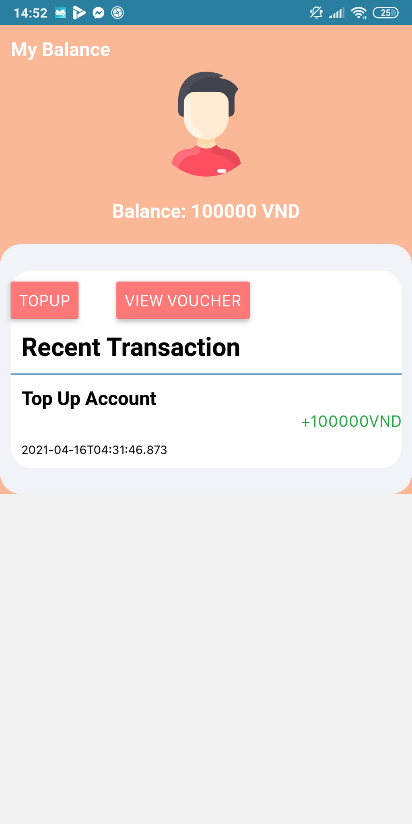 14:52
25
My Balance
Balance: 100000 VND
TOPUP VIEW VOUCHER
Recent Transaction
Top Up Account
+100000VND
2021-04-16T04:31:46.873